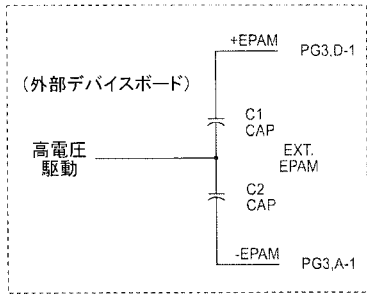 +EPAM
PG3,D-1
(外部デバイスボード)
C1
CAP
高電圧
駆動
EXT.
EPAM
C2
CAP
-EPAM
PG3,A-1